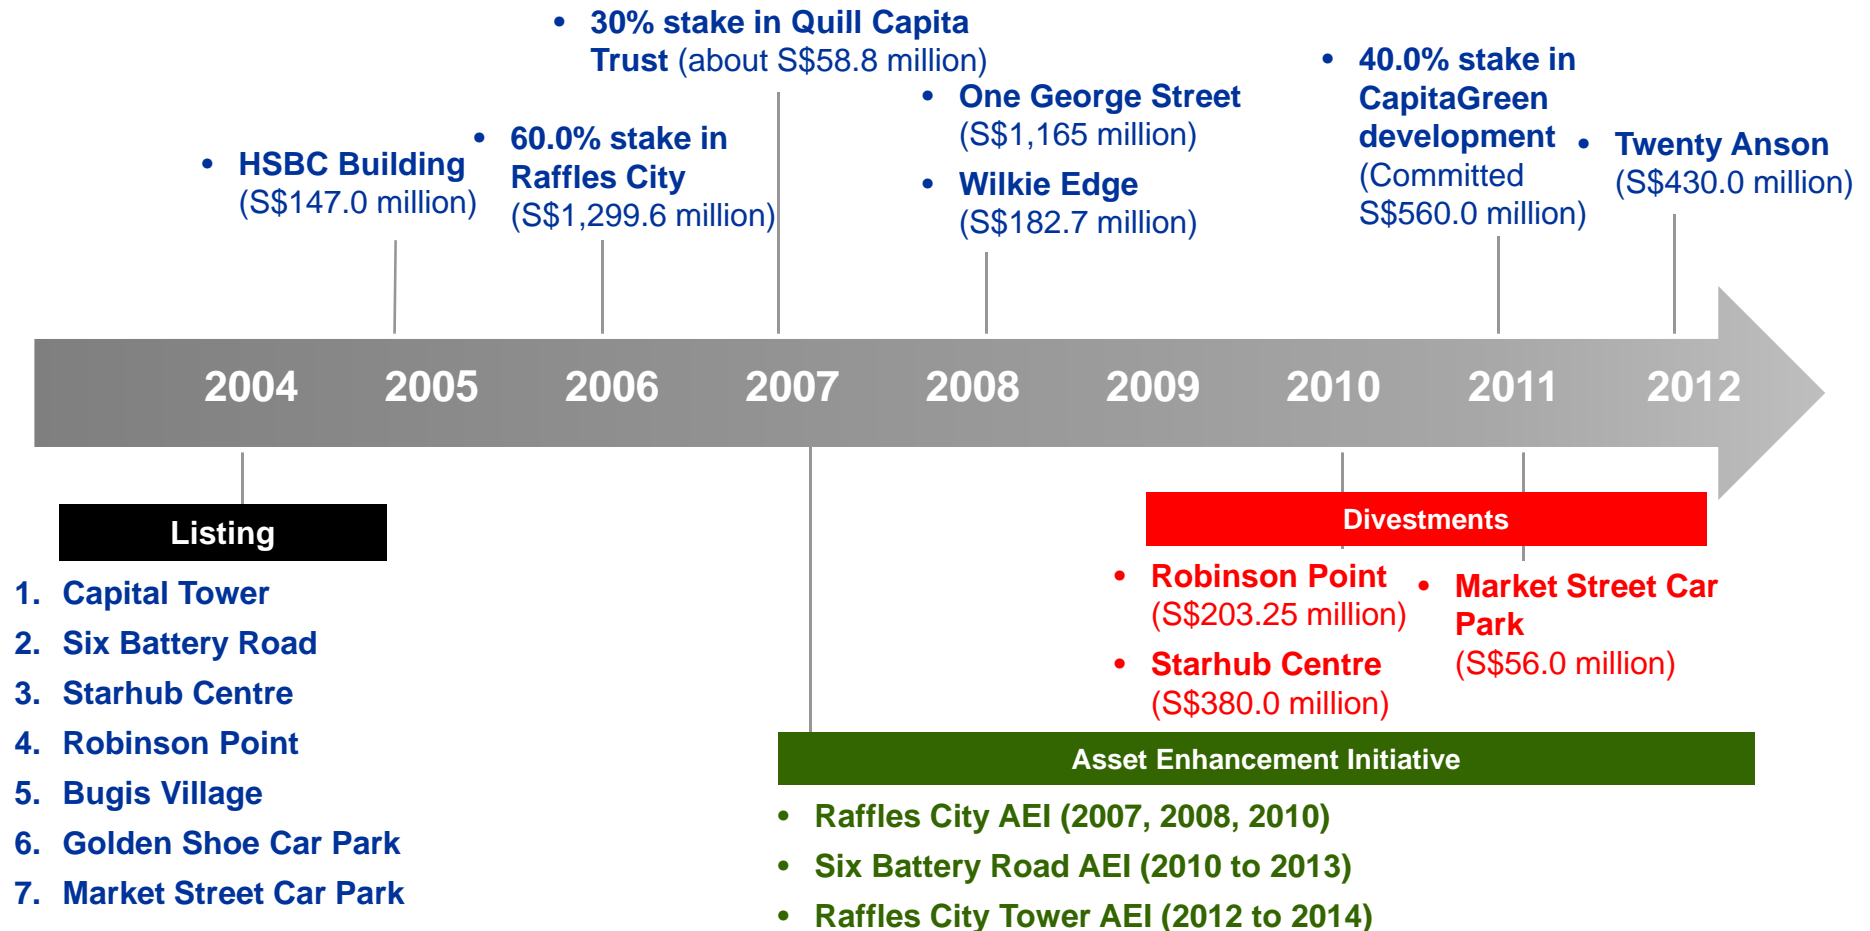 • 30% stake in Quill Capita
Trust (about S$58.8 million)
• HSBC Building
(S$147.0 million)
• 60.0% stake in
Raffles City
(S$1,299.6 million)
• One George Street
(S$1,165 million)
• Wilkie Edge
(S$182.7 million)
• 40.0% stake in
CapitaGreen
development
(Committed
S$560.0 million)
• Twenty Anson
(S$430.0 million)
2004 2005 2006 2007 2008 2009 2010 2011 2012
Listing
1. Capital Tower
2. Six Battery Road
3. Starhub Centre
4. Robinson Point
5. Bugis Village
6. Golden Shoe Car Park
7. Market Street Car Park
Divestments
• Robinson Point
(S$203.25 million)
• Starhub Centre
(S$380.0 million)
• Market Street Car
Park
(S$56.0 million)
Asset Enhancement Initiative
• Raffles City AEI (2007, 2008, 2010)
• Six Battery Road AEI (2010 to 2013)
• Raffles City Tower AEI (2012 to 2014)